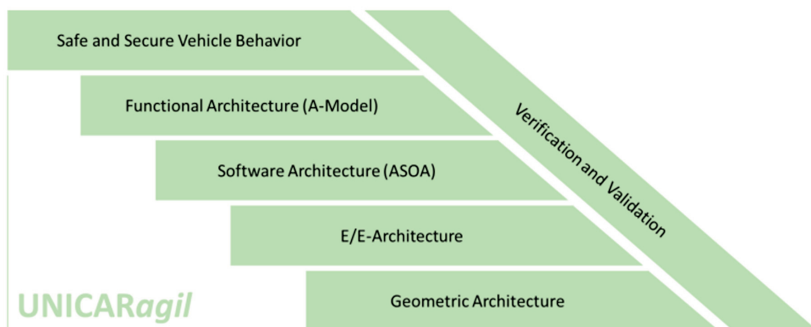 Safe and Secure Vehicle Behavior
Functional Architecture (A-Model)
Software Architecture (ASOA)
E/E-Architecture
Geometric Architecture
Verification and Validation
UNICARagil